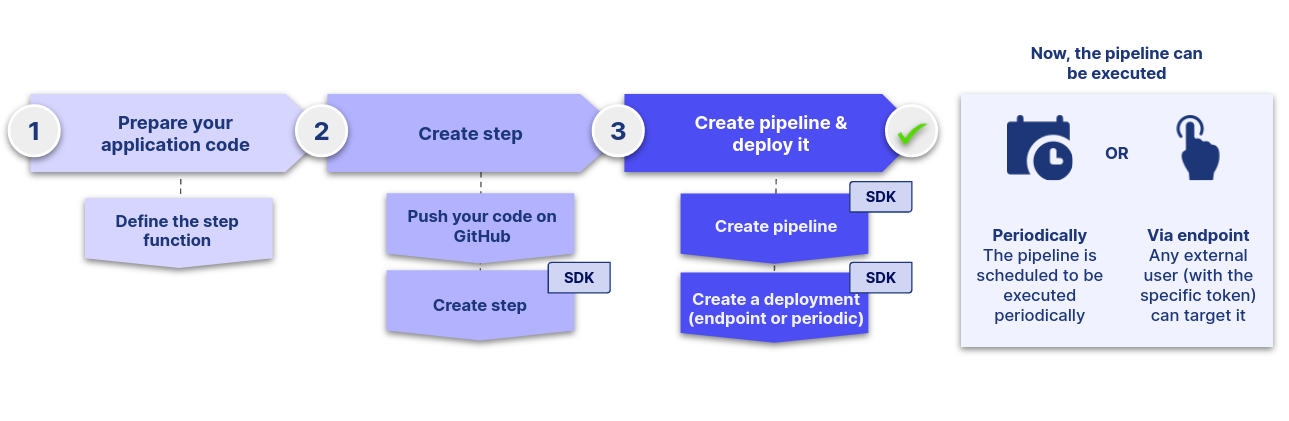 1
Prepare your
application code
Define the step
function
2
Create step
Push your code on
GitHub
Create step
SDK
3
Create pipeline &
deploy it
SDK
Create pipeline
SDK
Create a deployment
(endpoint or periodic)
Now, the pipeline can
be executed
OR
Periodically
The pipeline is
scheduled to be
executed
periodically
Via endpoint
Any external
user (with the
specific token)
can target it